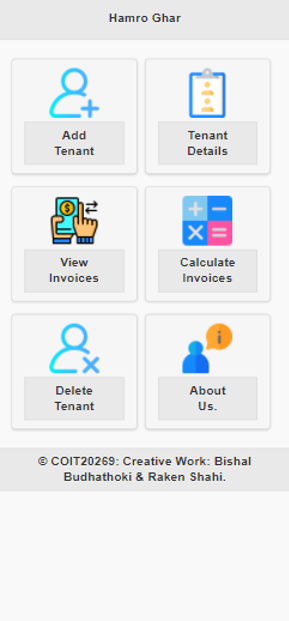 Hamro Ghar
Add
Tenant
Tenant
Details
View
Invoices
Calculate
Invoices
Delete
Tenant
About
Us.
© COIT20269: Creative Work: Bishal
Budhathoki & Raken Shahi.